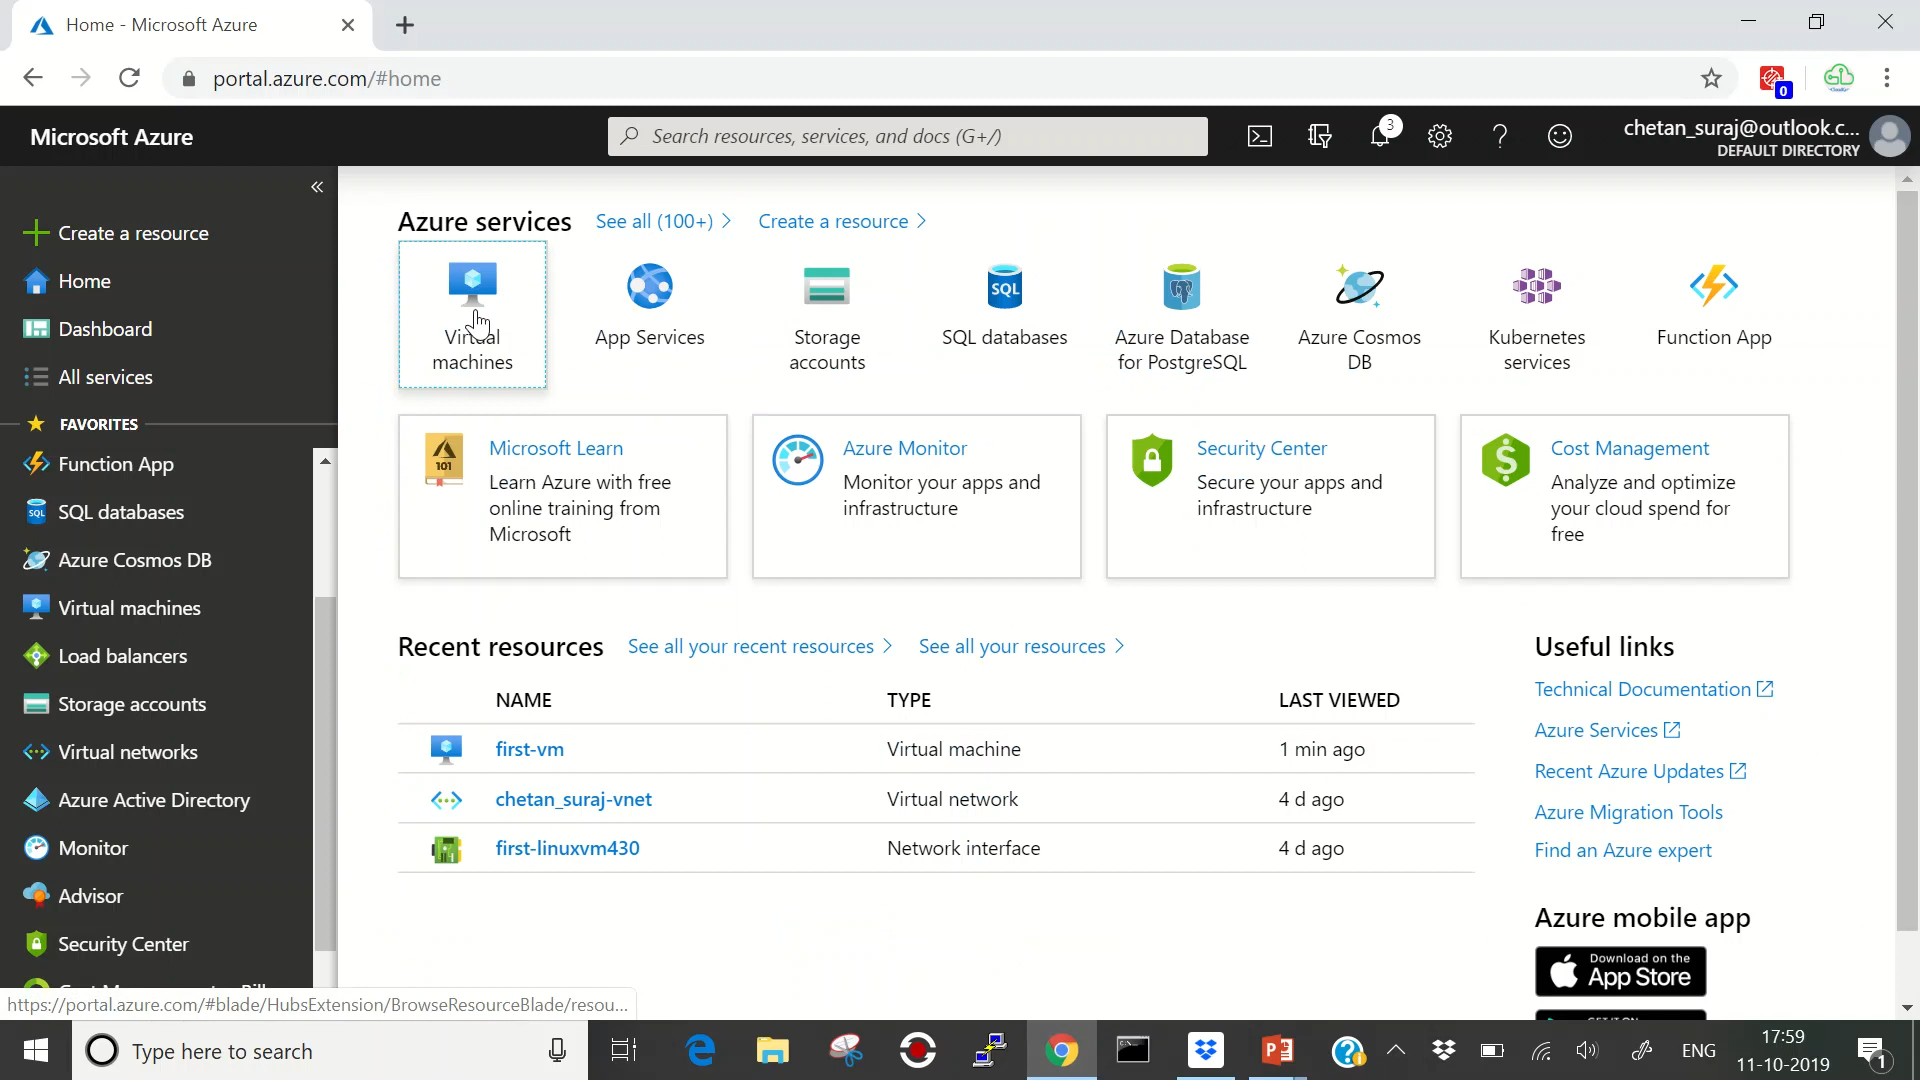 Home - Microsoft Azure
portal.azure.com/#home
0
Microsoft Azure
Search resources, services, and docs (G+/)
3
chetan_suraj@outlook.c...
DEFAULT DIRECTORY
Create a resource
Home
Dashboard
All services
FAVORITES
Function App
SQL databases
Azure Cosmos DB
Virtual machines
Load balancers
Storage accounts
Virtual networks
Azure Active Directory
Monitor
Advisor
Security Center
https://portal.azure.com/#blade/HubsExtension/BrowseResourceBlade/resou...
Azure services
See all (100+)
Create a resource
Virtual
machines
App Services
Storage
accounts
SQL
SQL databases
Azure Database
for PostgreSQL
Azure Cosmos
DB
Kubernetes
services
Function App
101
Microsoft Learn
Learn Azure with free
online training from
Microsoft
Azure Monitor
Monitor your apps and
infrastructure
Security Center
Secure your apps and
infrastructure
Cost Management
Analyze and optimize
your cloud spend for
free
Recent resources
See all your recent resources
See all your resources
NAME TYPE LAST VIEWED
first-vm Virtual machine 1 min ago
chetan_suraj-vnet Virtual network 4 d ago
first-linuxvm430 Network interface 4 d ago
Useful links
Technical Documentation
Azure Services
Recent Azure Updates
Azure Migration Tools
Find an Azure expert
Azure mobile app
Download on the
App Store
Type here to search
ENG
17:59
11-10-2019
1